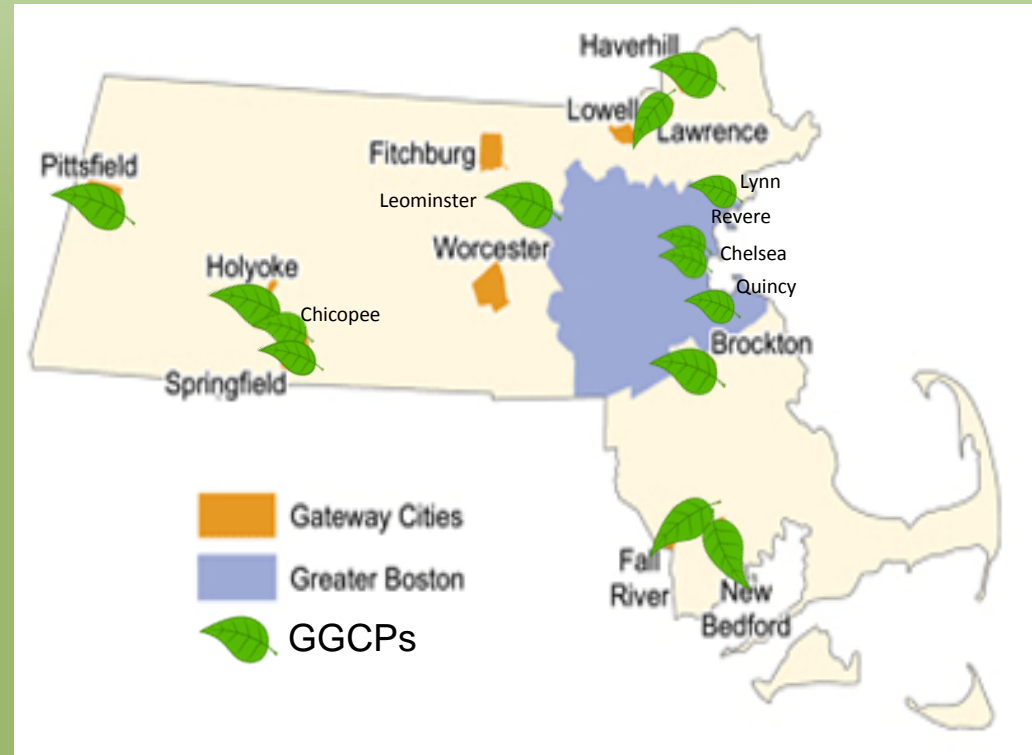 Haverhill
Lowell
Lawrence
Fitchburg
Pittsfield
Lynn
Leominster
Revere
Worcester
Chelsea
Holyoke
Quincy
Chicopee
Brockton
Springfield
Gateway Cities
Greater Boston
GGCPs
Fall
River
New
Bedford